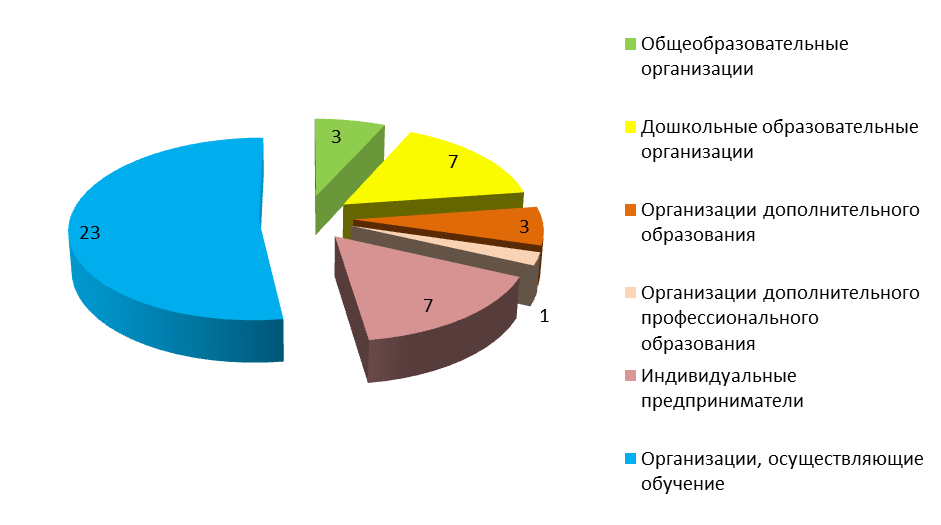 3
7
3
1
7
23
Общеобразовательные
организации
Дошкольные образовательные
организации
Организации дополнительного
образования
Организации дополнительного
профессионального
образования
Индивидуальные
предприниматели
Организации, осуществляющие
обучение